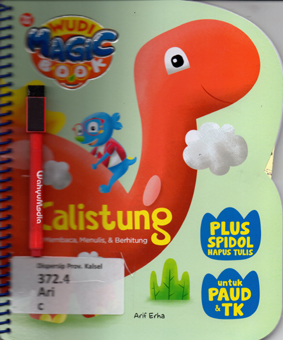 WUDI
MAGIC
BOOK
WahyuMedia
Calistung
Membaca, Menulis, & Berhitung
PLUS
SPIDOL
HAPUS TULIS
Dispersip Prov. Kalsel
372.4
Ari
c
untuk
PAUD
& TK
Arif Erha